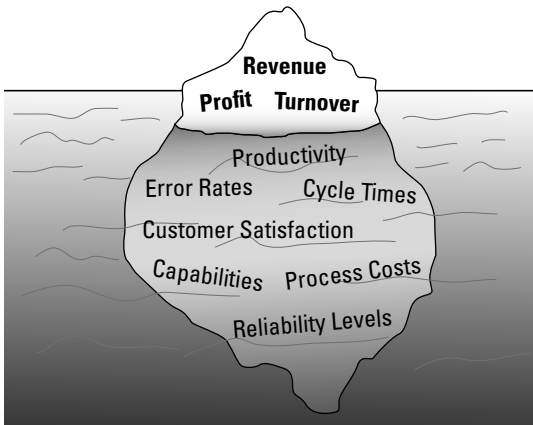 Revenue
Profit Turnover
Productivity
Error Rates Cycle Times
Customer Satisfaction
Capabilities Process Costs
Reliability Levels